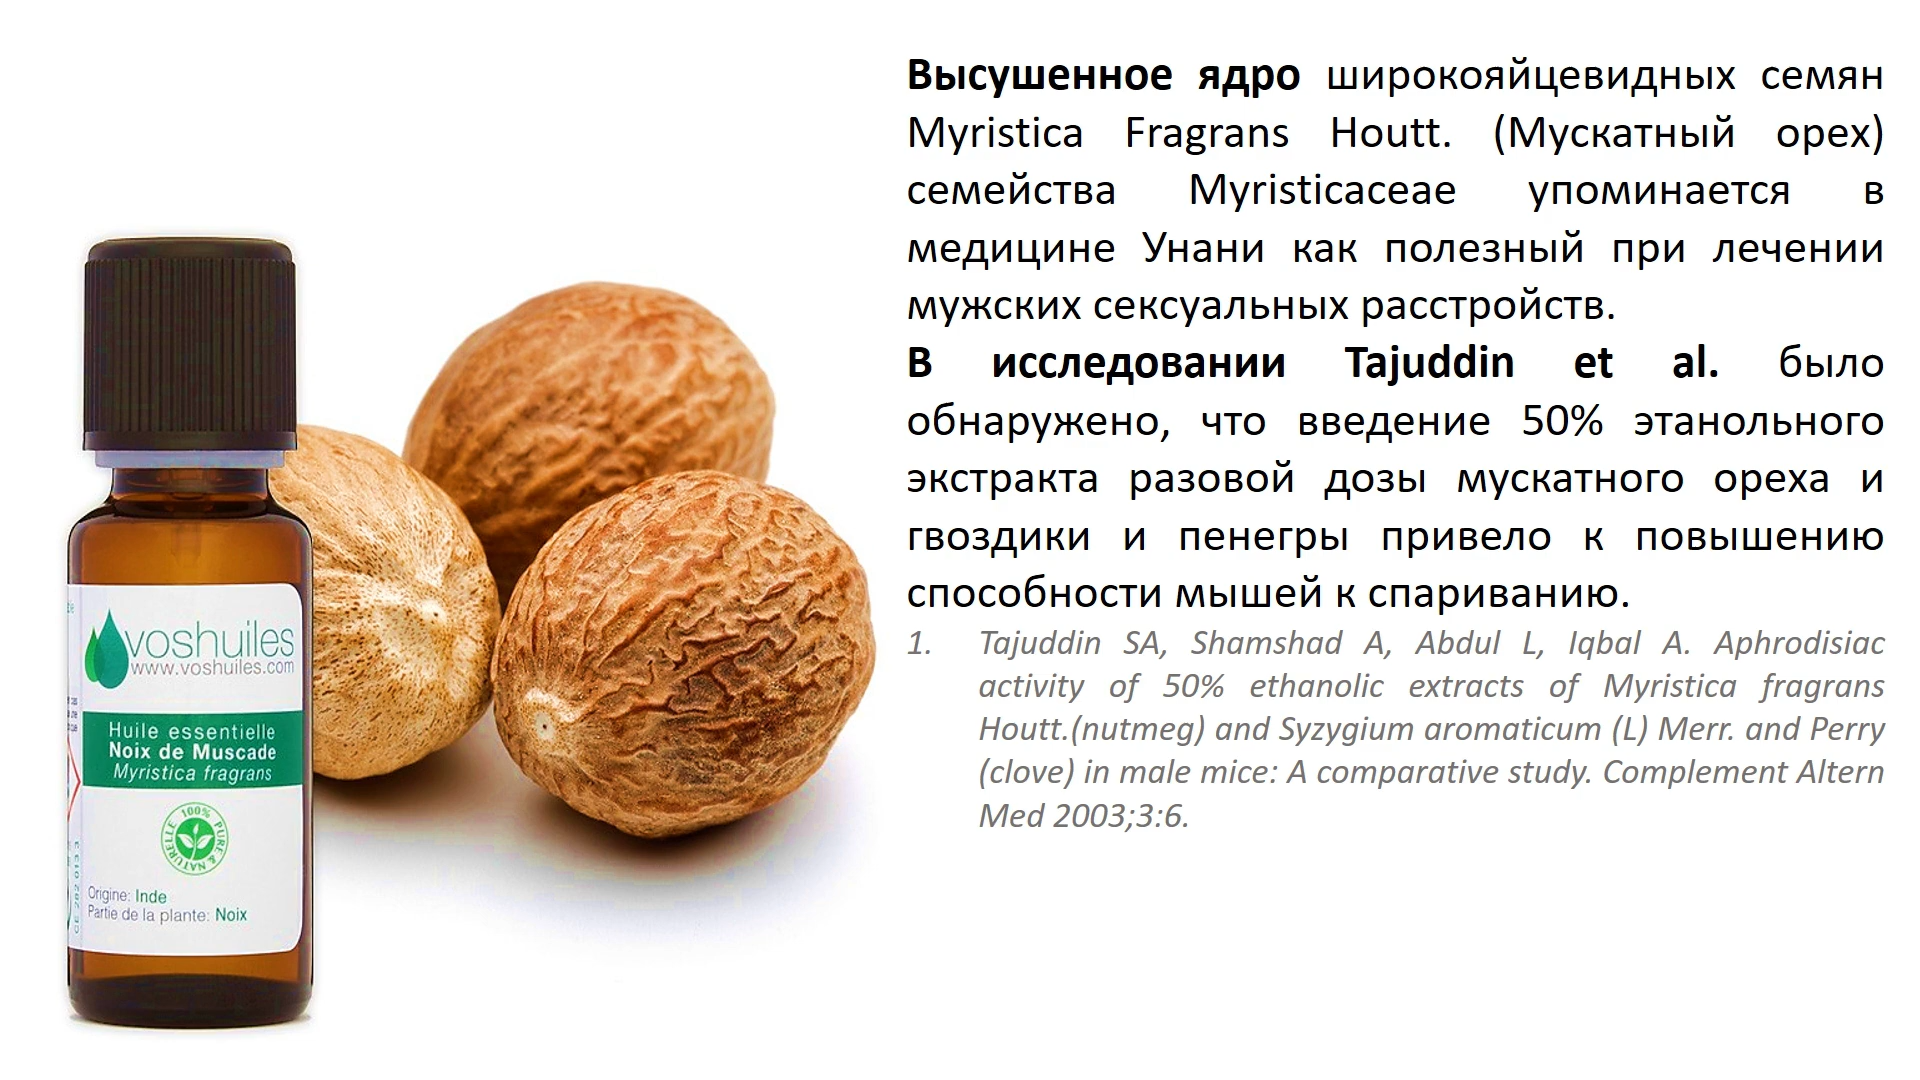 Высушенное ядро широкояйцевидных семян
Myristica Fragrans Houtt. (Мускатный орех)
семейства Myristicaceae упоминается в
медицине Унани как полезный при лечении
мужских сексуальных расстройств.
В исследовании Tajuddin et al. было
обнаружено, что введение 50% этанольного
экстракта разовой дозы мускатного ореха и
гвоздики и пенегры привело к повышению
способности мышей к спариванию.
1. Tajuddin SA, Shamshad A, Abdul L, Iqbal A. Aphrodisiac
activity of 50% ethanolic extracts of Myristica fragrans
Houtt.(nutmeg) and Syzygium aromaticum (L) Merr. and Perry
(clove) in male mice: A comparative study. Complement Altern
Med 2003;3:6.
voshuiles
www.voshuiles.com
Huile essentielle
Noix de Muscade
Myristica fragrans
100% PURE & NATURELLE
Origine: Inde
Partie de la plante: Noix